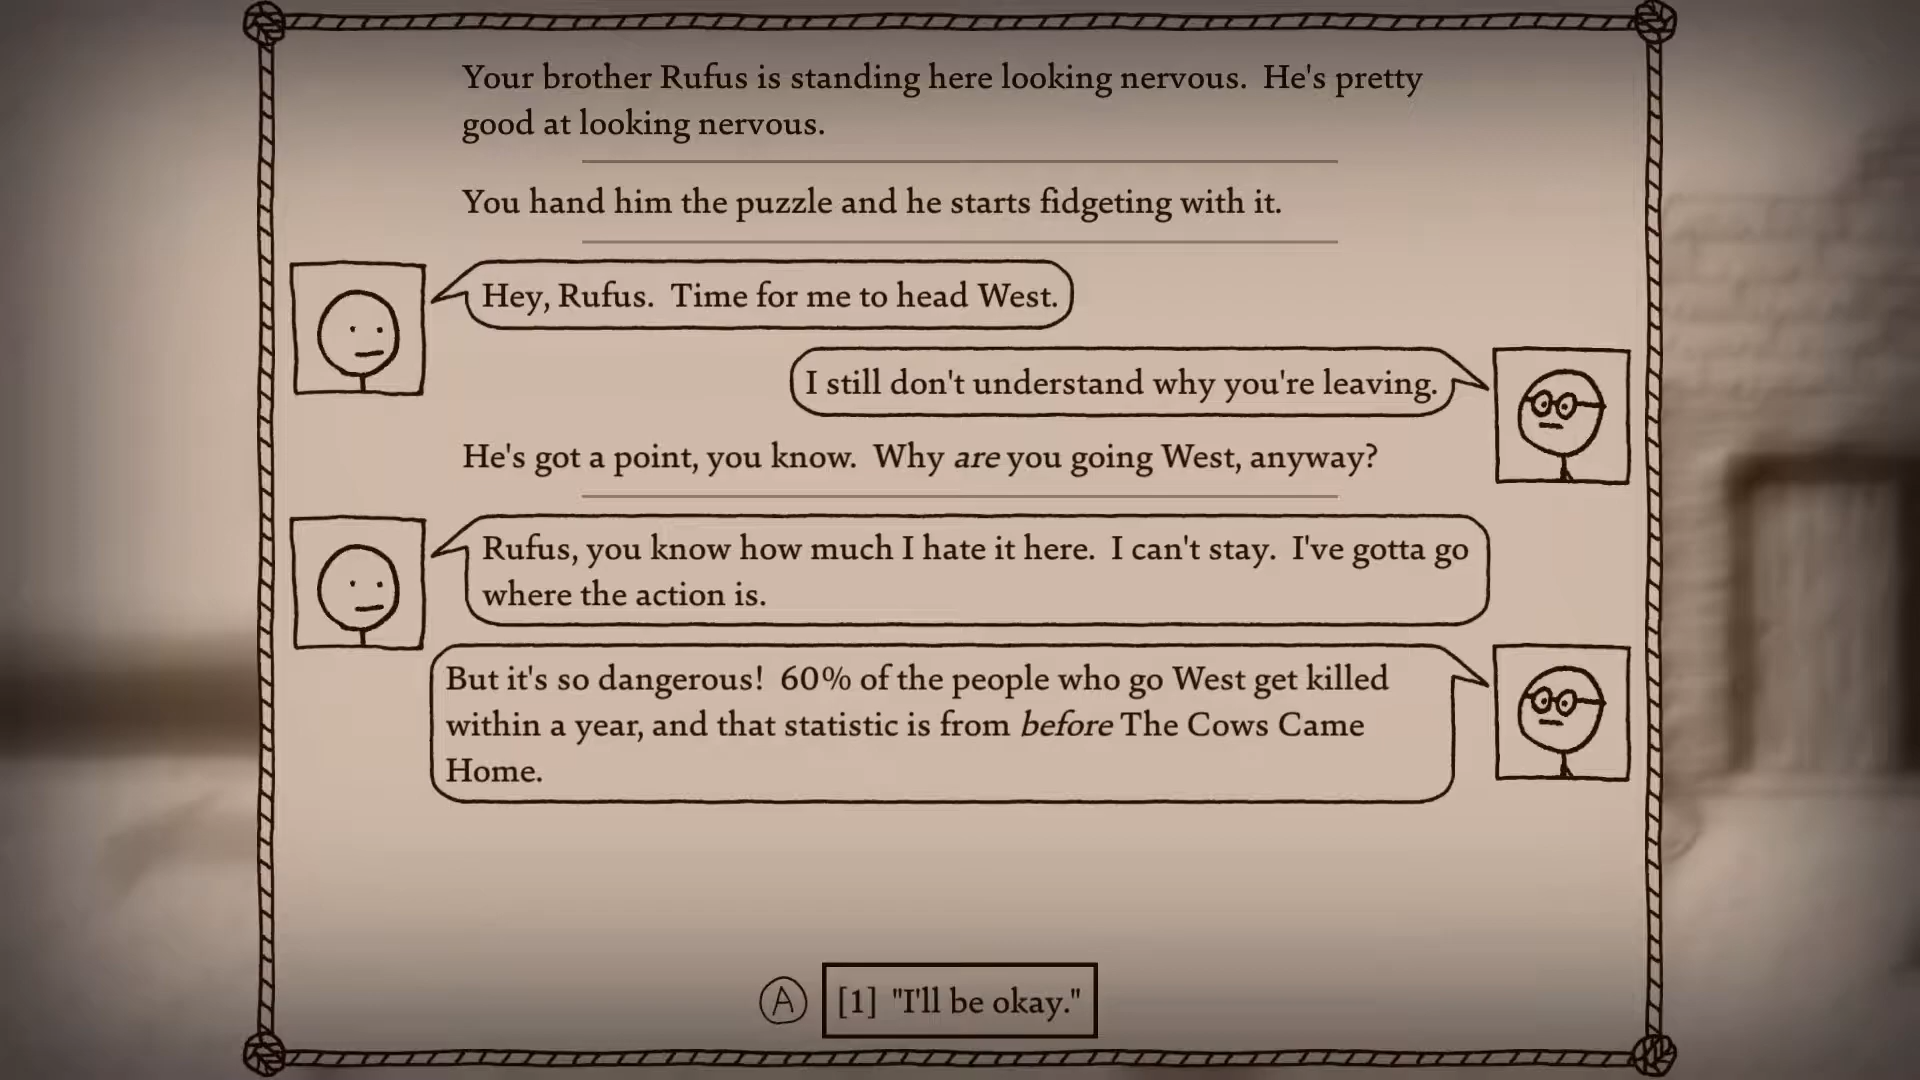 Your brother Rufus is standing here looking nervous. He's pretty
good at looking nervous.
You hand him the puzzle and he starts fidgeting with it.
Hey, Rufus. Time for me to head West.
I still don't understand why you're leaving.
He's got a point, you know. Why are you going West, anyway?
Rufus, you know how much I hate it here. I can't stay. I've gotta go
where the action is.
But it's so dangerous! 60% of the people who go West get killed
within a year, and that statistic is from before The Cows Came
Home.
A [1] "I'll be okay."